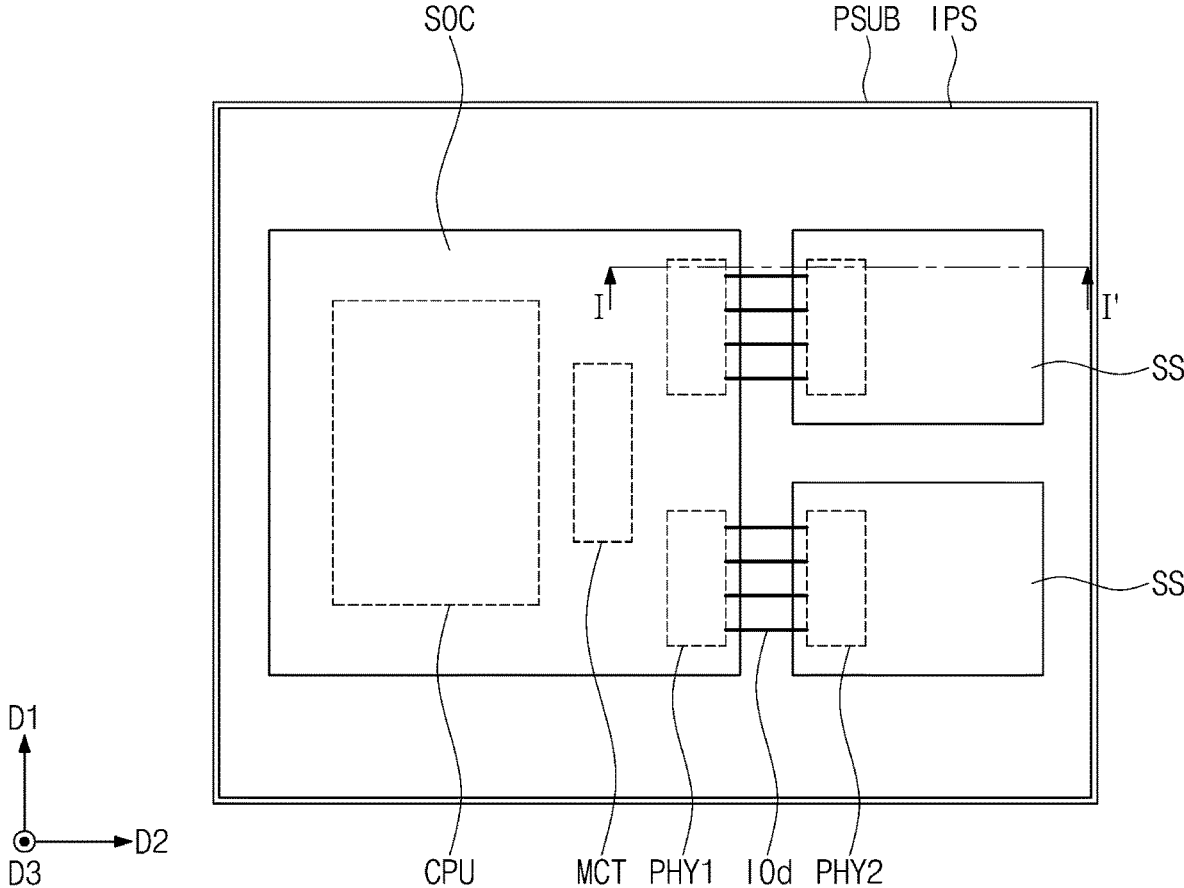 SOC PSUB IPS
I I'
SS
SS
D1
D2
D3
CPU MCT PHY1 IOd PHY2